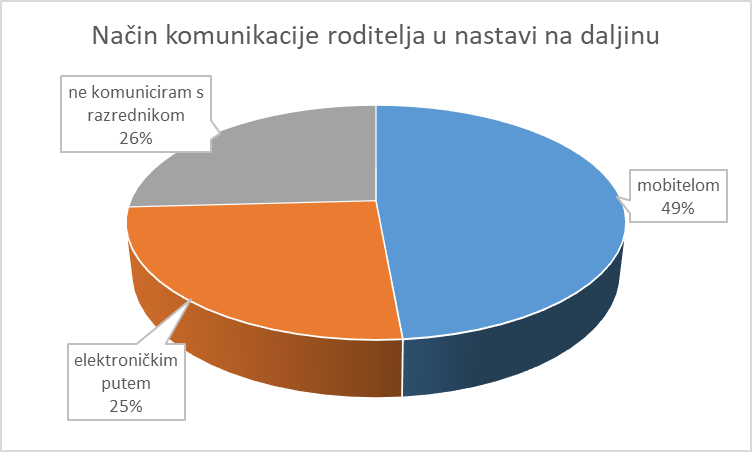 Način komunikacije roditelja u nastavi na daljinu
ne komuniciram s
razrednikom
26%
mobitelom
49%
elektroničkim
putem
25%